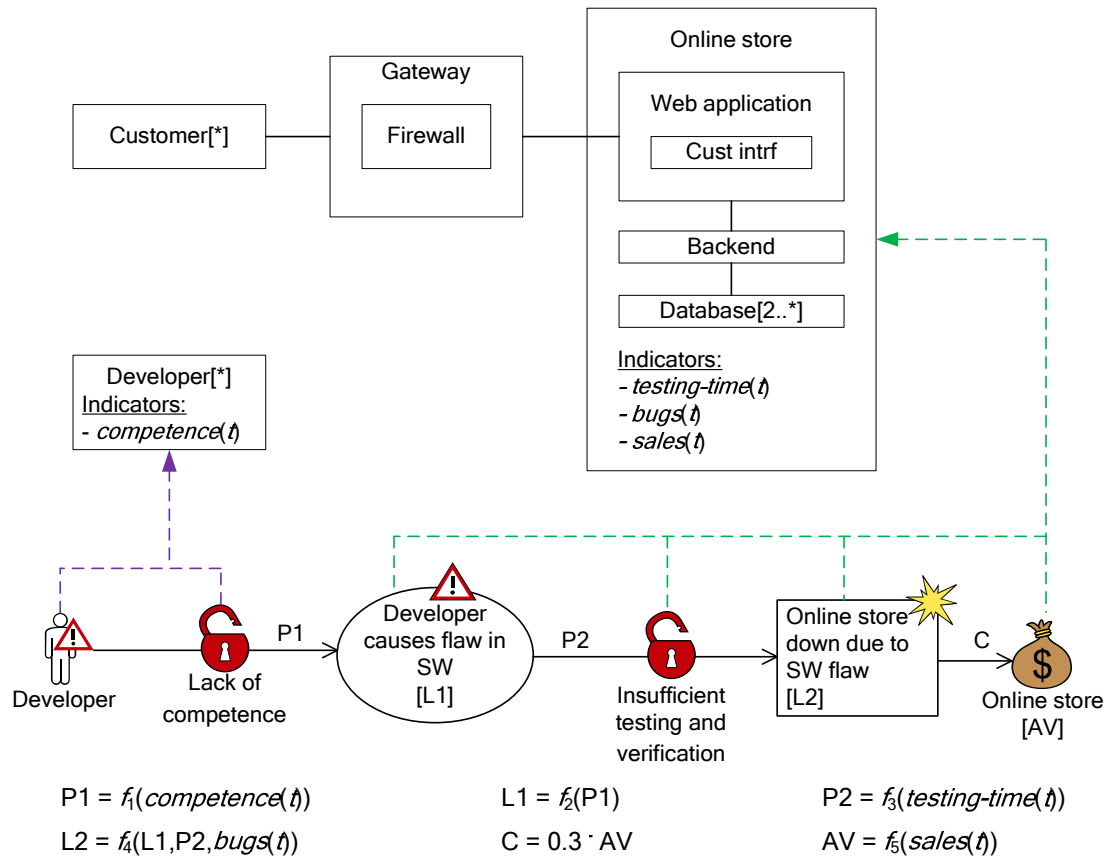 Online store
Gateway
Web application
Customer[*]
Firewall
Cust intrf
Backend
Database[2..*]
Indicators:
- testing-time(t)
- bugs(t)
- sales(t)
Developer[*]
Indicators:
- competence(t)
Developer
P1
Lack of
competence
Developer
causes flaw in
SW
[L1]
P2
Insufficient
testing and
verification
Online store
down due to
SW flaw
[L2]
C
$
Online store
[AV]
P1 = f₁(competence(t))
L1 = f₂(P1)
P2 = f₃(testing-time(t))
L2 = f₄(L1,P2,bugs(t))
C = 0.3 · AV
AV = f₅(sales(t))